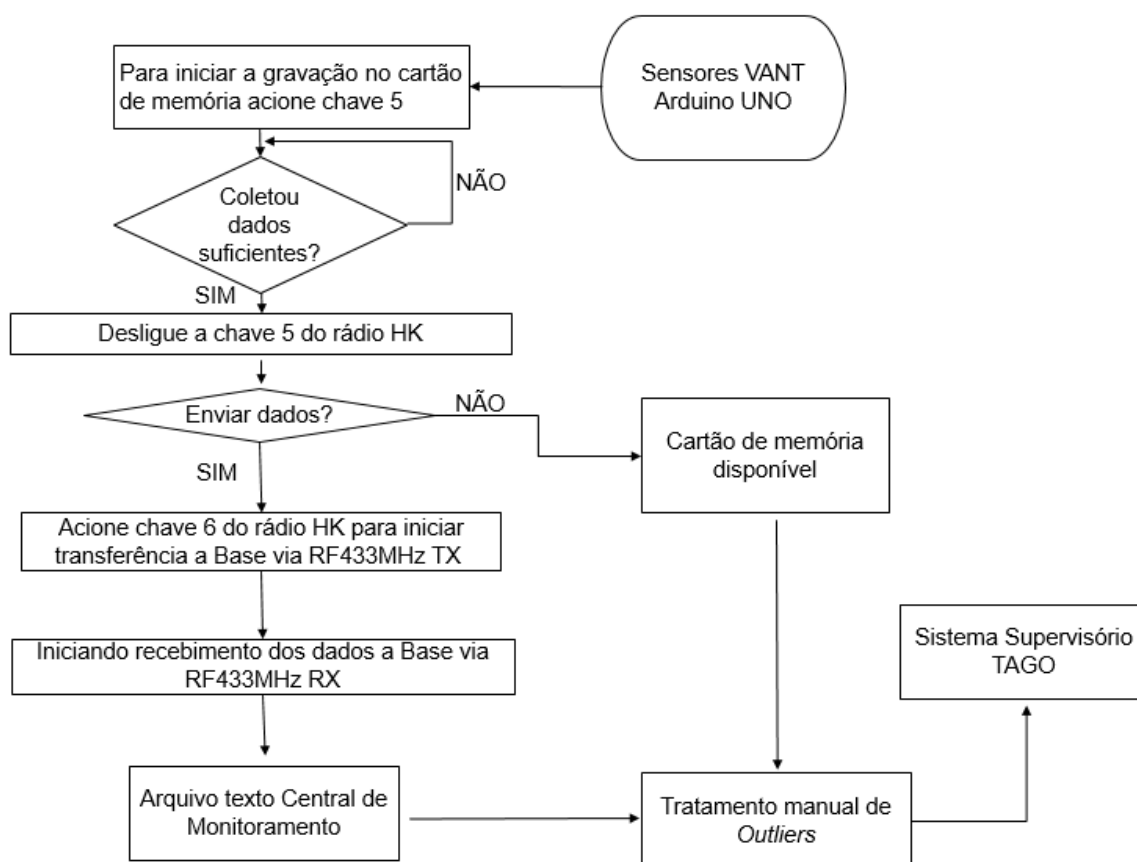 Para iniciar a gravação no cartão
de memória acione chave 5
Sensores VANT
Arduino UNO
NÃO
Coletou
dados
suficientes?
SIM
Desligue a chave 5 do rádio HK
Enviar dados?
NÃO
SIM
Cartão de memória
disponível
Acione chave 6 do rádio HK para iniciar
transferência a Base via RF433MHz TX
Iniciando recebimento dos dados a Base via
RF433MHz RX
Sistema Supervisório
TAGO
Arquivo texto Central de
Monitoramento
Tratamento manual de
Outliers